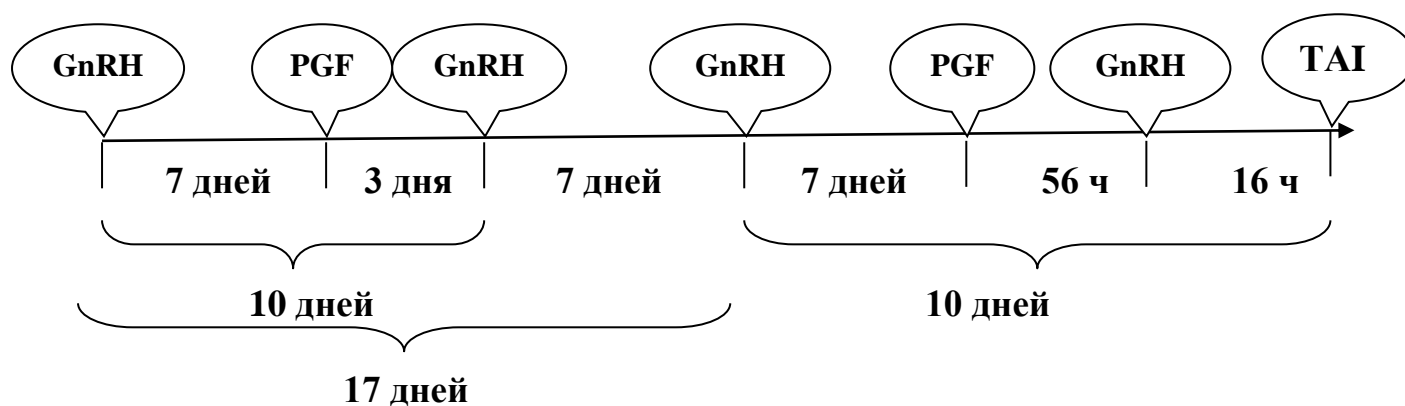 GnRH PGF GnRH GnRH PGF GnRH TAI
7 дней 3 дня 7 дней 7 дней 56 ч 16 ч
10 дней 10 дней
17 дней